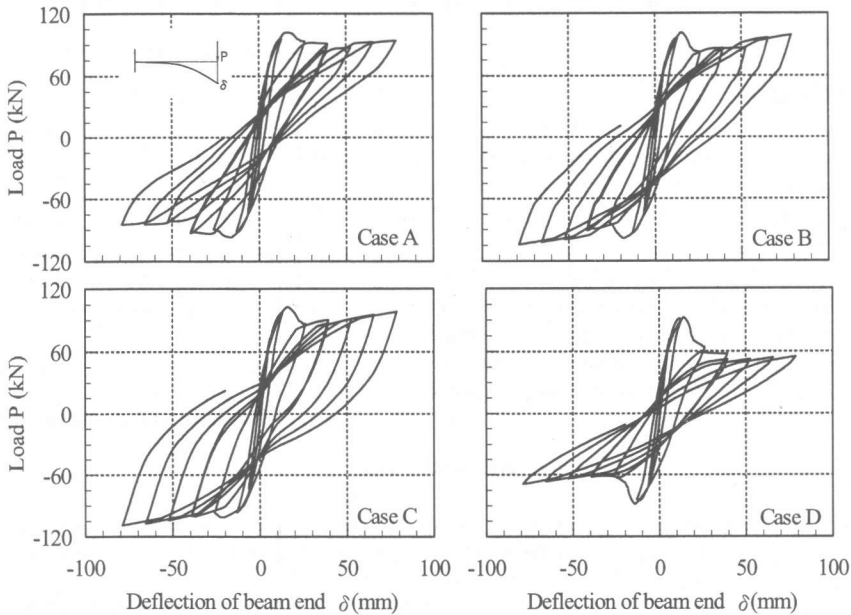 Load P (kN)
120
60
0
-60
-120
P
δ
Case A
Case B
Load P (kN)
120
60
0
-60
-120
Case C
Case D
-100 -50 0 50 100
-100 -50 0 50 100
Deflection of beam end δ(mm)
Deflection of beam end δ(mm)